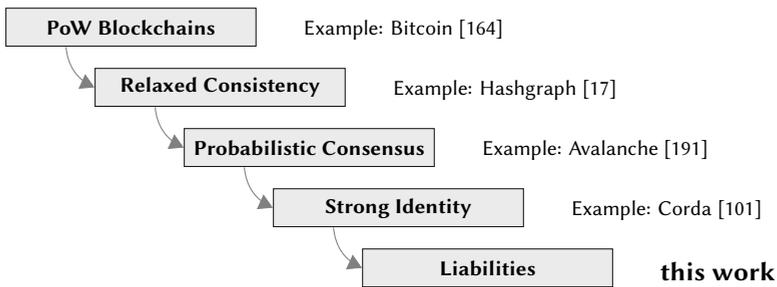 PoW Blockchains Example: Bitcoin [164]
Relaxed Consistency Example: Hashgraph [17]
Probabilistic Consensus Example: Avalanche [191]
Strong Identity Example: Corda [101]
Liabilities this work